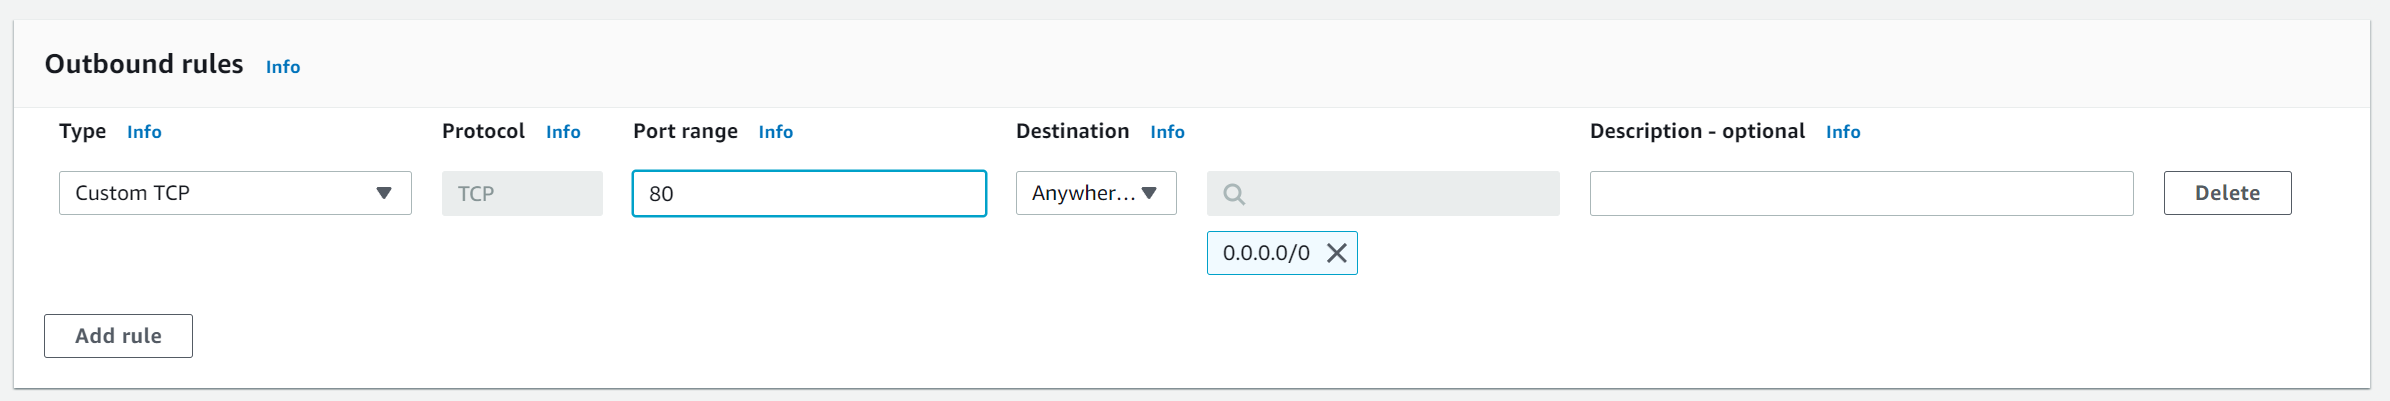 Outbound rules Info
Type Info Protocol Info Port range Info Destination Info Description - optional Info
Custom TCP TCP 80 Anywher... Delete
0.0.0.0/0
Add rule